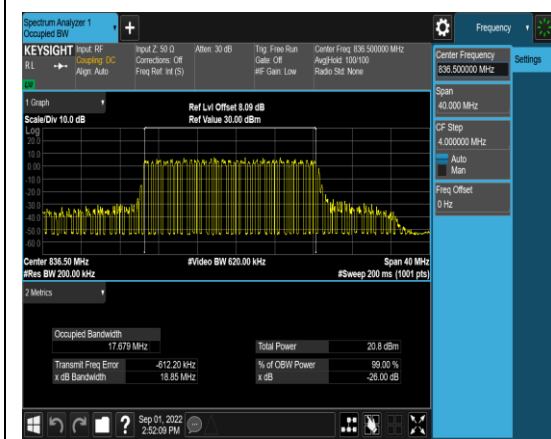 Spectrum Analyzer 1
Occupied BW
Frequency
KEYSIGHT
RL
Input: RF
Coupling: DC
Align: Auto
Input Z: 50 Ω
Corrections: Off
Freq Ref: Int (S)
Atten: 30 dB
Trig: Free Run
Gate: Off
#IF Gain: Low
Center Freq: 836.500000 MHz
Avg|Hold: 100/100
Radio Std: None
Center Frequency
836.500000 MHz
Settings
Span
40.000 MHz
CF Step
4.000000 MHz
Auto
Man
Freq Offset
0 Hz
1 Graph
Scale/Div 10.0 dB
Ref Lvl Offset 8.09 dB
Ref Value 30.00 dBm
Log
20.0
10.0
0.00
-10.0
-20.0
-30.0
-40.0
-50.0
-60.0
Center 836.50 MHz
#Res BW 200.00 kHz
#Video BW 620.00 kHz
Span 40 MHz
#Sweep 200 ms (1001 pts)
2 Metrics
Occupied Bandwidth
17.679 MHz
Total Power 20.8 dBm
Transmit Freq Error -612.20 kHz
% of OBW Power 99.00 %
x dB Bandwidth 18.85 MHz
x dB -26.00 dB
Sep 01, 2022
2:52:09 PM